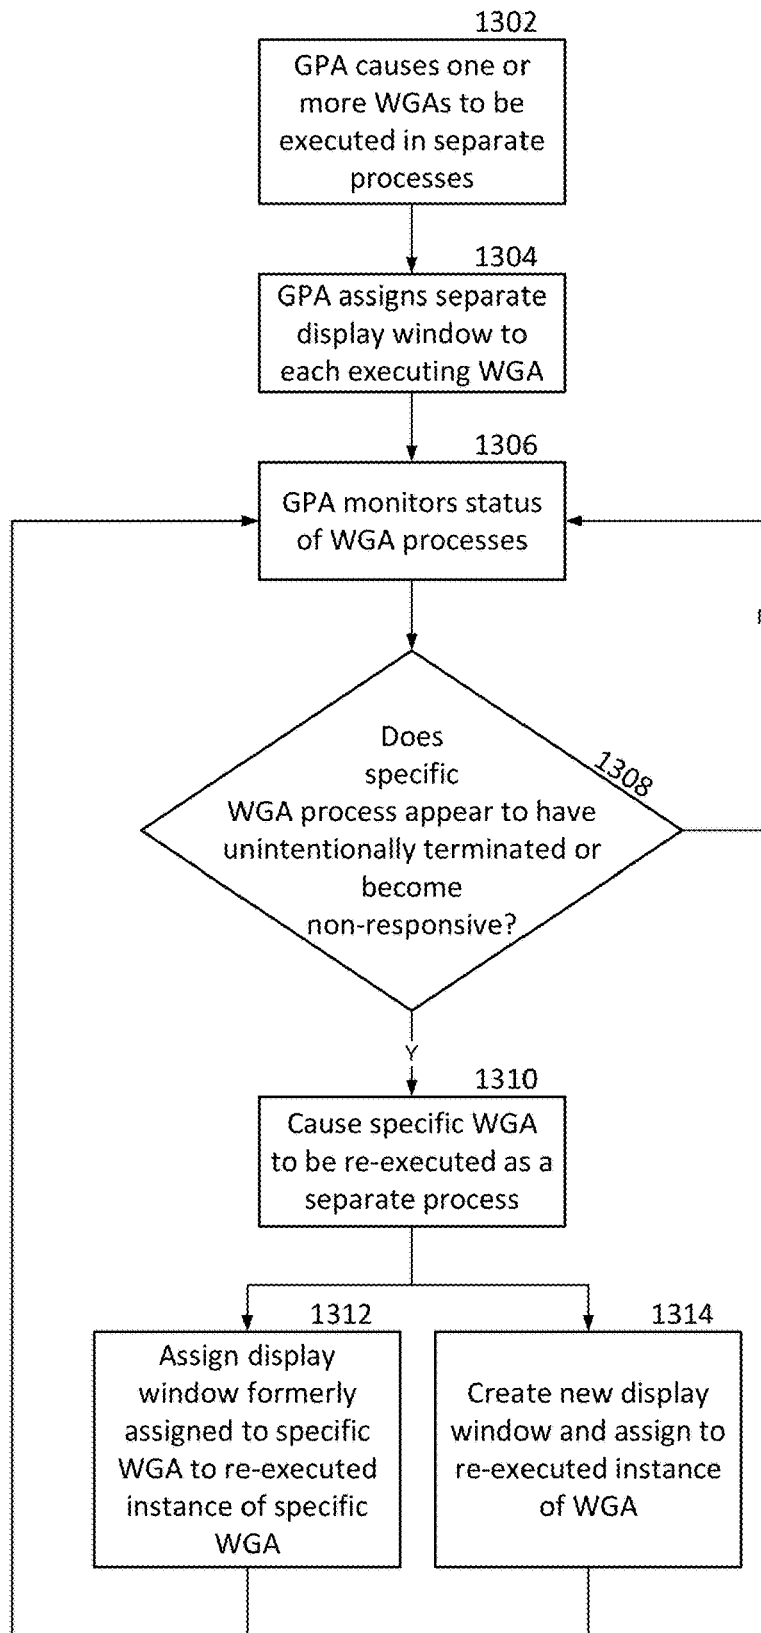 1302
GPA causes one or
more WGAs to be
executed in separate
processes
1304
GPA assigns separate
display window to
each executing WGA
1306
GPA monitors status
of WGA processes
Does
specific
WGA process appear to have
unintentionally terminated or
become
non-responsive?
1308
Y
1310
Cause specific WGA
to be re-executed as a
separate process
1312
Assign display
window formerly
assigned to specific
WGA to re-executed
instance of specific
WGA
1314
Create new display
window and assign to
re-executed instance
of WGA